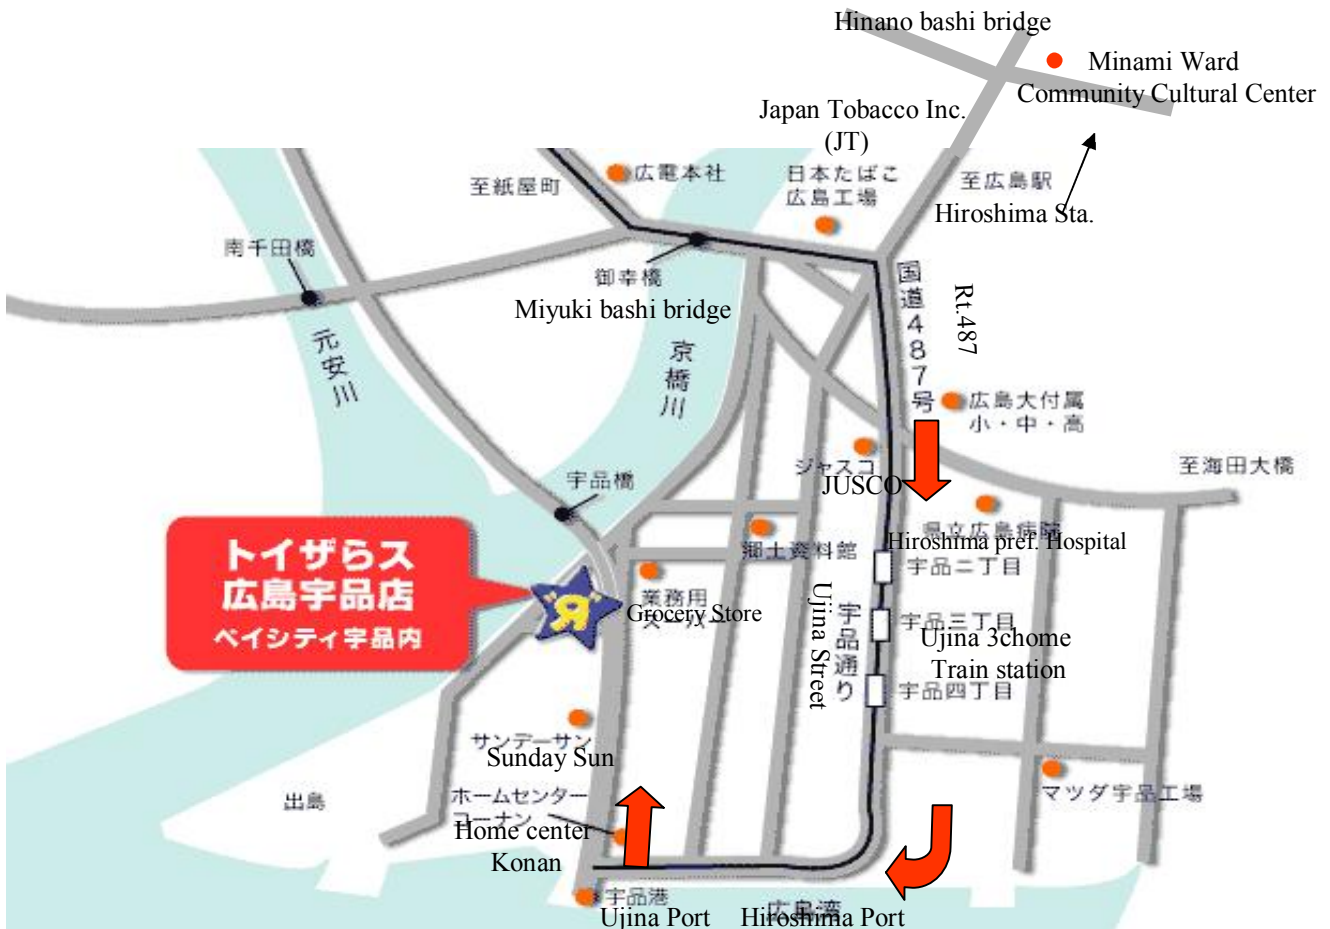 Hinano bashi bridge
Minami Ward
Community Cultural Center
Japan Tobacco Inc.
(JT)
広電本社
日本たばこ
広島工場
至紙屋町
至広島駅
Hiroshima Sta.
南千田橋
御幸橋
Miyuki bashi bridge
国道487号
Rt.487
元安川
京橋川
広島大付属
小・中・高
ジャスコ
JUSCO
至海田大橋
宇品橋
県立広島病院
Hiroshima pref. Hospital
郷土資料館
宇品二丁目
トイザらス
広島宇品店
ベイシティ宇品内
業務用
スーパー
Grocery Store
Ujina Street
宇品通り
宇品三丁目
Ujina 3chome
Train station
宇品四丁目
サンデーサン
Sunday Sun
出島
ホームセンター
コーナン
Home center
Konan
マツダ宇品工場
宇品港
Ujina Port
広島湾
Hiroshima Port